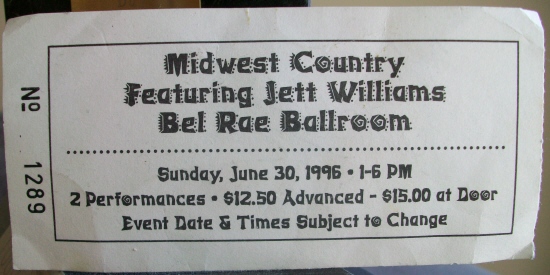 Midwest Country
Featuring Jett Williams
Bel Rae Ballroom
Sunday, June 30, 1996 • 1-6 PM
2 Performances • $12.50 Advanced - $15.00 at Door
Event Date & Times Subject to Change
No 1289